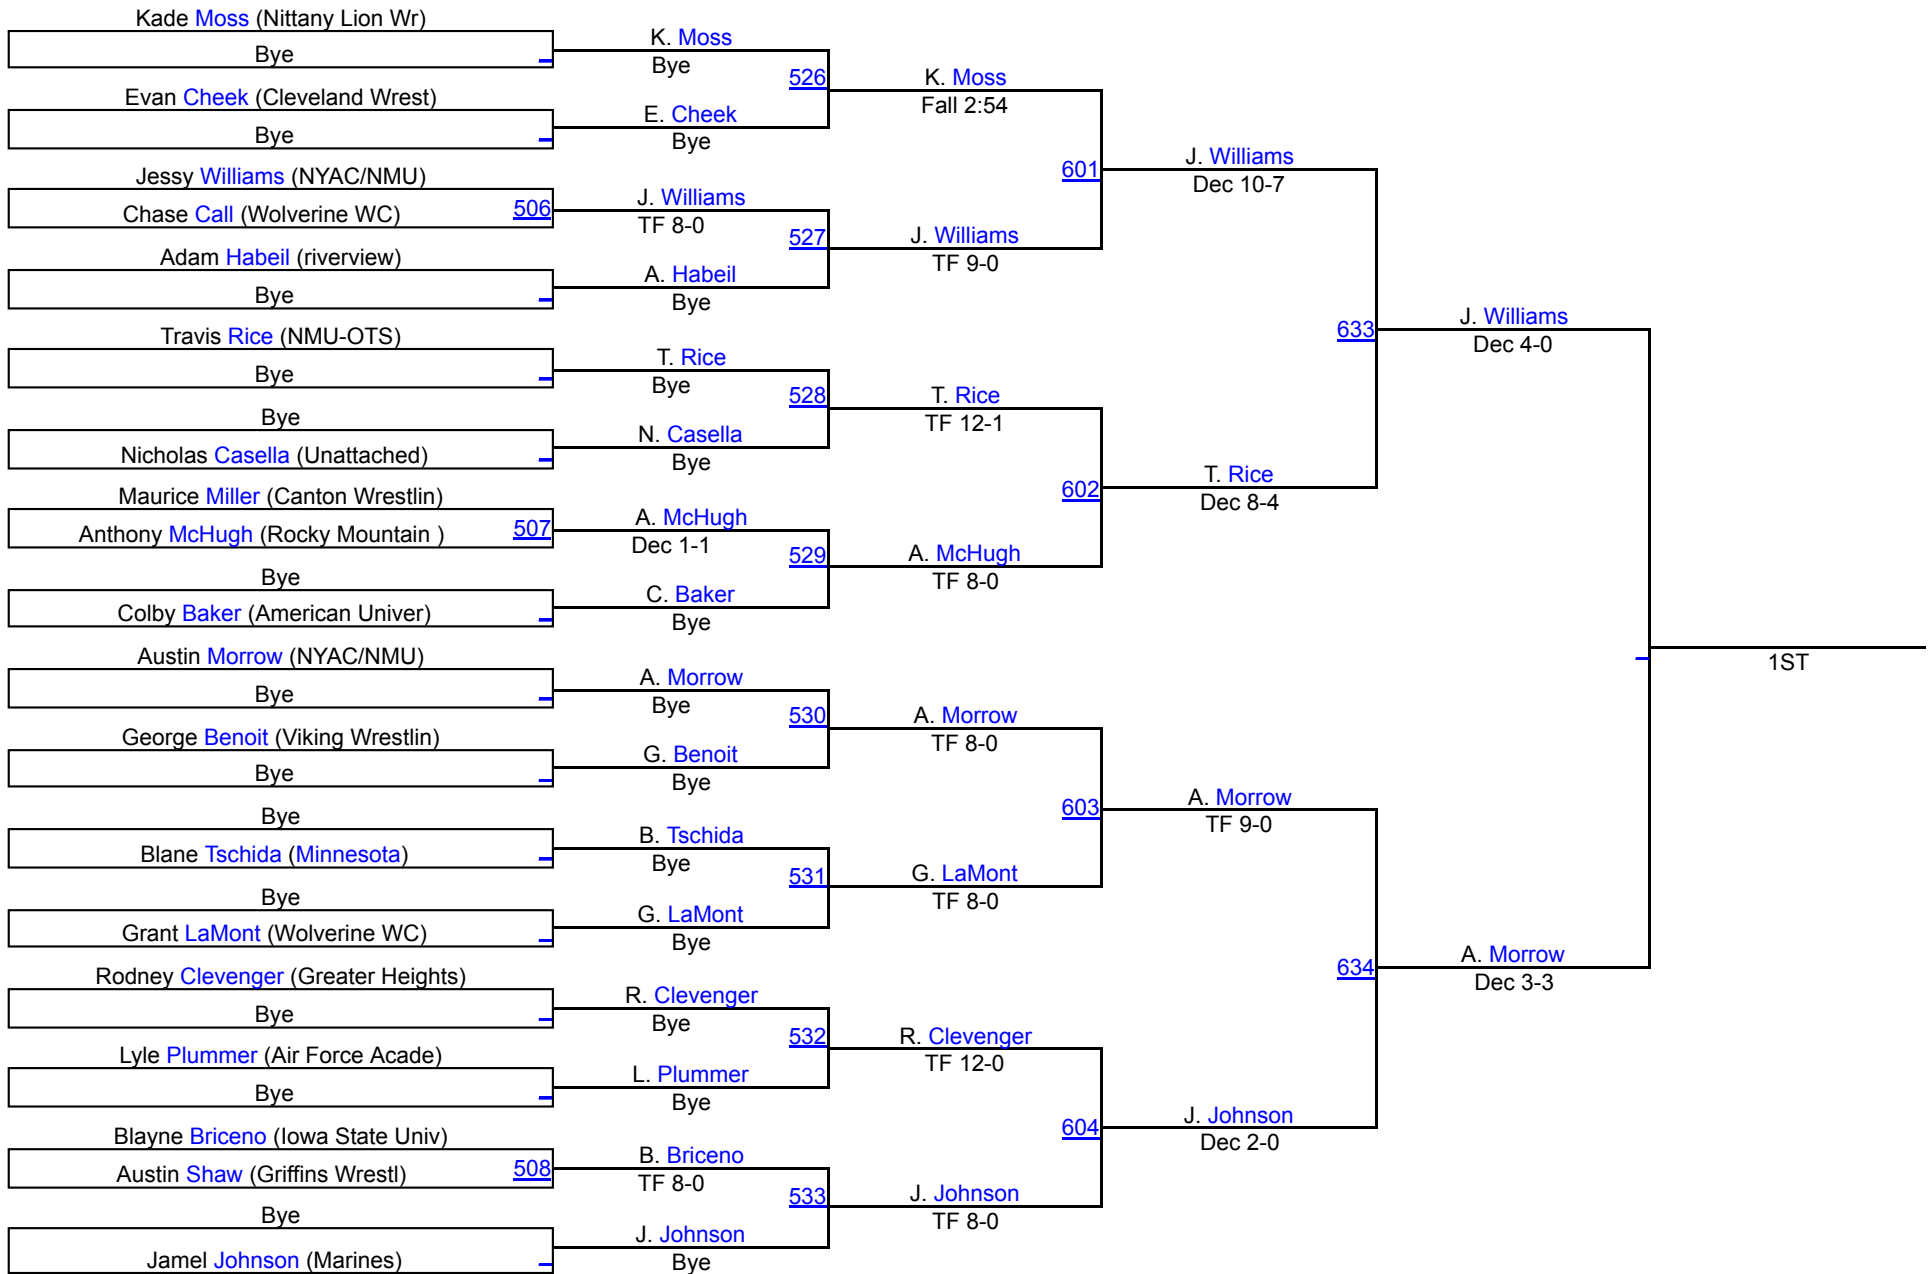 Kade Moss (Nittany Lion Wr)
Bye
Evan Cheek (Cleveland Wrest)
Bye
Jessy Williams (NYAC/NMU)
Chase Call (Wolverine WC) 506
Adam Habeil (riverview)
Bye
Travis Rice (NMU-OTS)
Bye
Bye
Nicholas Casella (Unattached)
Maurice Miller (Canton Wrestlin)
Anthony McHugh (Rocky Mountain ) 507
Bye
Colby Baker (American Univer)
Austin Morrow (NYAC/NMU)
Bye
George Benoit (Viking Wrestlin)
Bye
Bye
Blane Tschida (Minnesota)
Bye
Grant LaMont (Wolverine WC)
Rodney Clevenger (Greater Heights)
Bye
Lyle Plummer (Air Force Acade)
Bye
Blayne Briceno (Iowa State Univ)
Austin Shaw (Griffins Wrestl) 508
Bye
Jamel Johnson (Marines)
K. Moss
Bye
526
E. Cheek
Bye
J. Williams
TF 8-0
527
A. Habeil
Bye
T. Rice
Bye
528
N. Casella
Bye
A. McHugh
Dec 1-1
529
C. Baker
Bye
A. Morrow
Bye
530
G. Benoit
Bye
B. Tschida
Bye
531
G. LaMont
Bye
R. Clevenger
Bye
532
L. Plummer
Bye
B. Briceno
TF 8-0
533
J. Johnson
Bye
K. Moss
Fall 2:54
601
J. Williams
TF 9-0
T. Rice
TF 12-1
602
A. McHugh
TF 8-0
A. Morrow
TF 8-0
603
G. LaMont
TF 8-0
R. Clevenger
TF 12-0
604
J. Johnson
TF 8-0
J. Williams
Dec 10-7
633
T. Rice
Dec 8-4
A. Morrow
TF 9-0
634
J. Johnson
Dec 2-0
J. Williams
Dec 4-0
A. Morrow
Dec 3-3
1ST